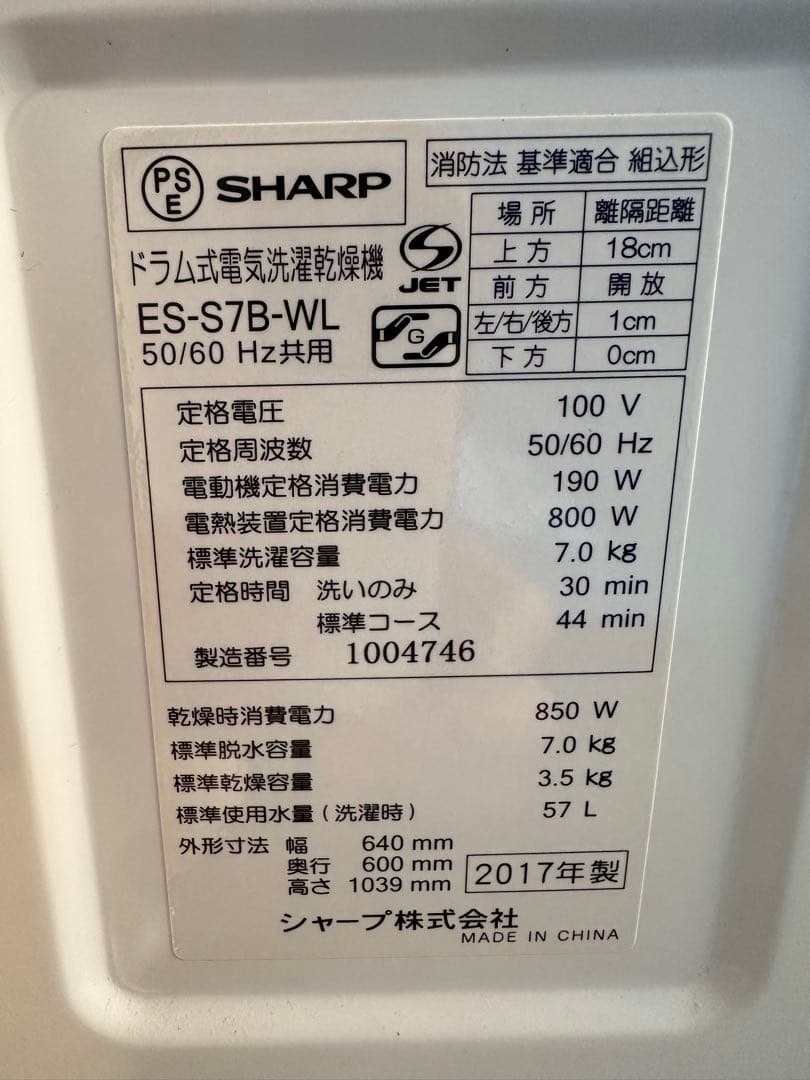 PSE SHARP
消防法 基準適合 組込形
場所 離隔距離
上方 18cm
前方 開放
左/右/後方 1cm
下方 0cm
ドラム式電気洗濯乾燥機
S JET
ES-S7B-WL
G
50/60 Hz共用
定格電圧 100 V
定格周波数 50/60 Hz
電動機定格消費電力 190 W
電熱装置定格消費電力 800 W
標準洗濯容量 7.0 kg
定格時間 洗いのみ 30 min
標準コース 44 min
製造番号 1004746
乾燥時消費電力 850 W
標準脱水容量 7.0 kg
標準乾燥容量 3.5 kg
標準使用水量(洗濯時) 57 L
外形寸法 幅 640 mm
奥行 600 mm
高さ 1039 mm
2017年製
シャープ株式会社
MADE IN CHINA